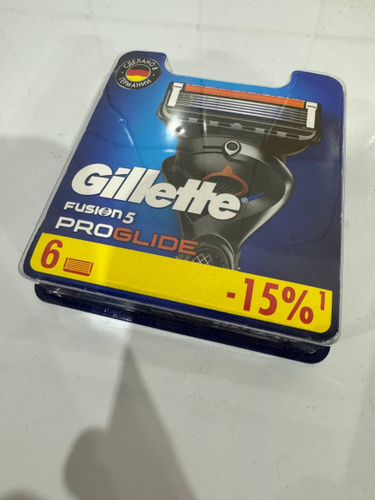 СДЕЛАНО В
ГЕРМАНИИ
Gillette
FUSION5
PROGLIDE
6
-15%¹